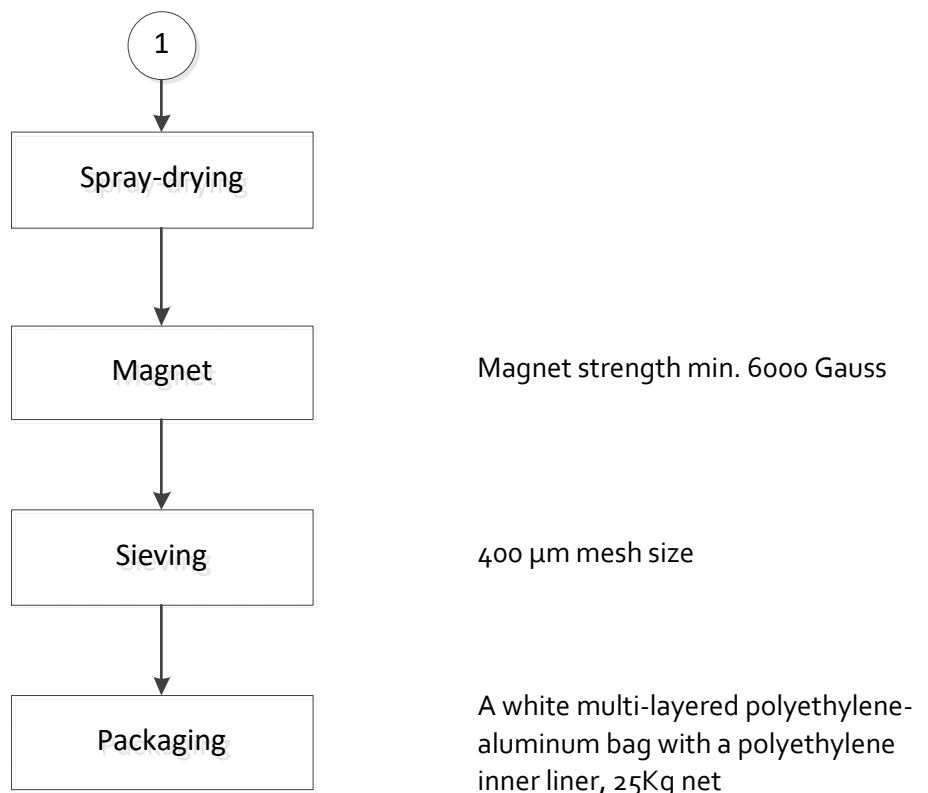 1
Spray-drying
Magnet
Magnet strength min. 6000 Gauss
Sieving
400 µm mesh size
Packaging
A white multi-layered polyethylene-
aluminum bag with a polyethylene
inner liner, 25Kg net